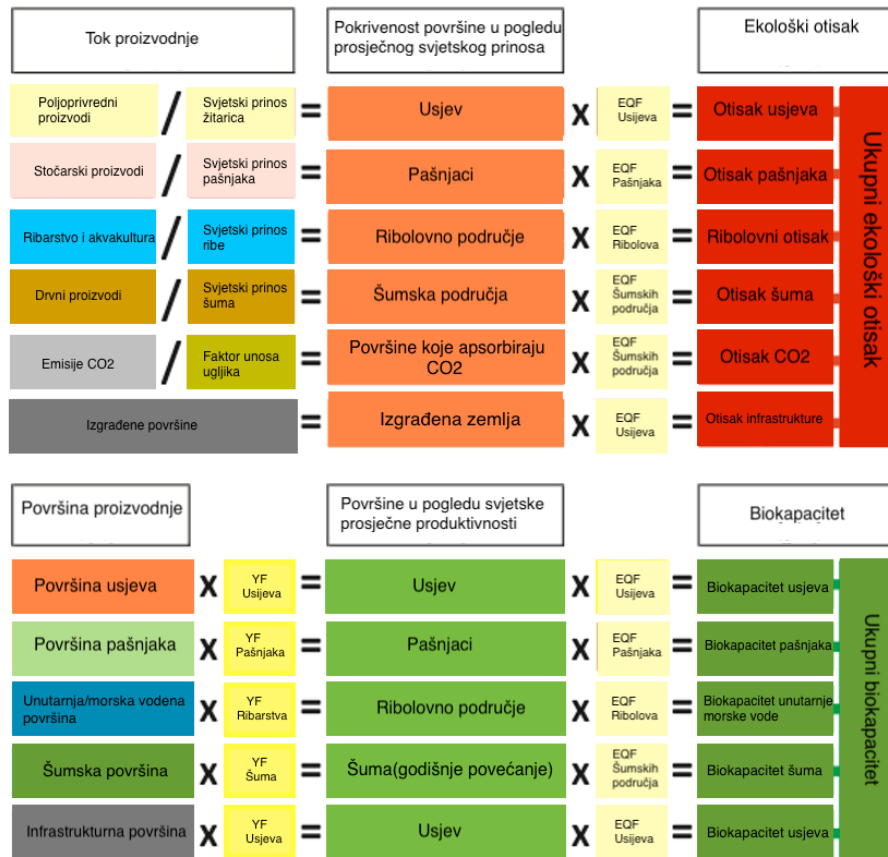 Tok proizvodnje
Pokrivenost površine u pogledu
prosječnog svjetskog prinosa
Ekološki otisak
Poljoprivredni
proizvodi
/
Svjetski prinos
žitarica
=
Usjev
X
EQF
Usijeva
=
Otisak usjeva
Stočarski proizvodi
/
Svjetski prinos
pašnjaka
=
Pašnjaci
X
EQF
Pašnjaka
=
Otisak pašnjaka
Ribarstvo i akvakultura
/
Svjetski prinos
ribe
=
Ribolovno područje
X
EQF
Ribolova
=
Ribolovni otisak
Drvni proizvodi
/
Svjetski prinos
šuma
=
Šumska područja
X
EQF
Šumskih
područja
=
Otisak šuma
Emisije CO2
/
Faktor unosa
ugljika
=
Površine koje apsorbiraju
CO2
X
EQF
Šumskih
područja
=
Otisak CO2
Izgrađene površine
=
Izgrađena zemlja
X
EQF
Usijeva
=
Otisak infrastrukture
Ukupni ekološki otisak
Površina proizvodnje
Površine u pogledu svjetske
prosječne produktivnosti
Biokapacitet
Površina usjeva
X
YF
Usijeva
=
Usjev
X
EQF
Usijeva
=
Biokapacitet usjeva
Površina pašnjaka
X
YF
Pašnjaka
=
Pašnjaci
X
EQF
Pašnjaka
=
Biokapacitet pašnjaka
Unutarnja/morska vodena
površina
X
YF
Ribarstva
=
Ribolovno područje
X
EQF
Ribolova
=
Biokapacitet unutarnje
morske vode
Šumska površina
X
YF
Šuma
=
Šuma(godišnje povećanje)
X
EQF
Šumskih
područja
=
Biokapacitet šuma
Infrastrukturna površina
X
YF
Usjeva
=
Usjev
X
EQF
Usijeva
=
Biokapacitet usjeva
Ukupni biokapacitet